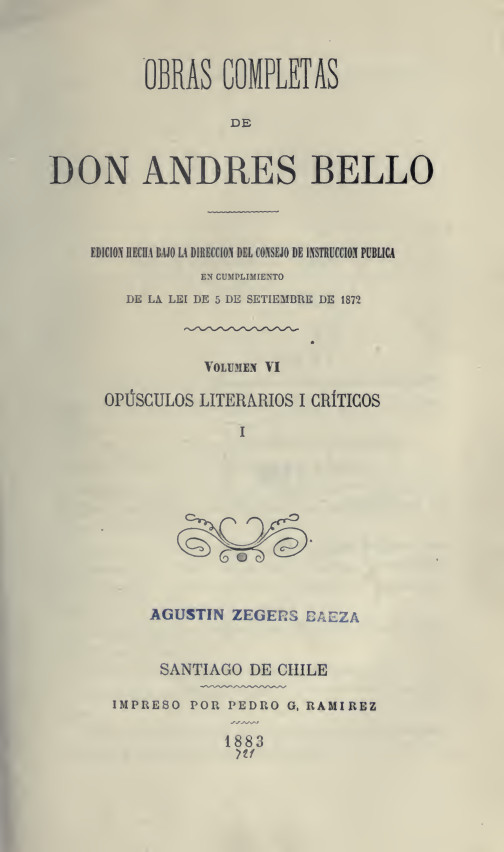 OBRAS COMPLETAS
DE
DON ANDRES BELLO
EDICION HECHA BAJO LA DIRECCION DEL CONSEJO DE INSTRUCCION PUBLICA
EN CUMPLIMIENTO
DE LA LEI DE 5 DE SETIEMBRE DE 1872
VOLUMEN VI
OPÚSCULOS LITERARIOS I CRÍTICOS
I
AGUSTIN ZEGERS BAEZA
SANTIAGO DE CHILE
IMPRESO POR PEDRO G. RAMIREZ
1883